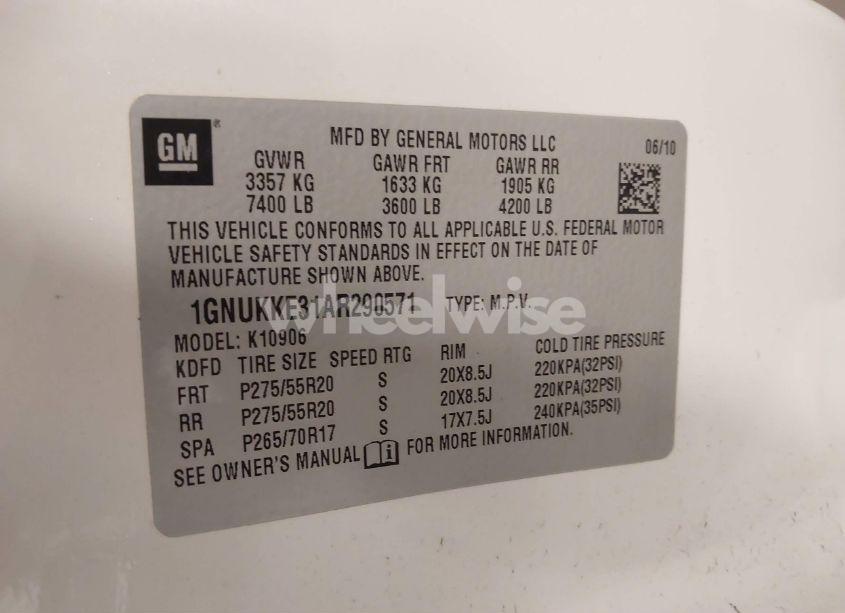 GM®
MFD BY GENERAL MOTORS LLC 06/10
GVWR GAWR FRT GAWR RR
3357 KG 1633 KG 1905 KG
7400 LB 3600 LB 4200 LB
THIS VEHICLE CONFORMS TO ALL APPLICABLE U.S. FEDERAL MOTOR
VEHICLE SAFETY STANDARDS IN EFFECT ON THE DATE OF
MANUFACTURE SHOWN ABOVE.
1GNUKKE31AR290571 TYPE: M.P.V.
wheelwise
MODEL: K10906
KDFD TIRE SIZE SPEED RTG RIM COLD TIRE PRESSURE
FRT P275/55R20 S 20X8.5J 220KPA(32PSI)
RR P275/55R20 S 20X8.5J 220KPA(32PSI)
SPA P265/70R17 S 17X7.5J 240KPA(35PSI)
SEE OWNER'S MANUAL i FOR MORE INFORMATION.